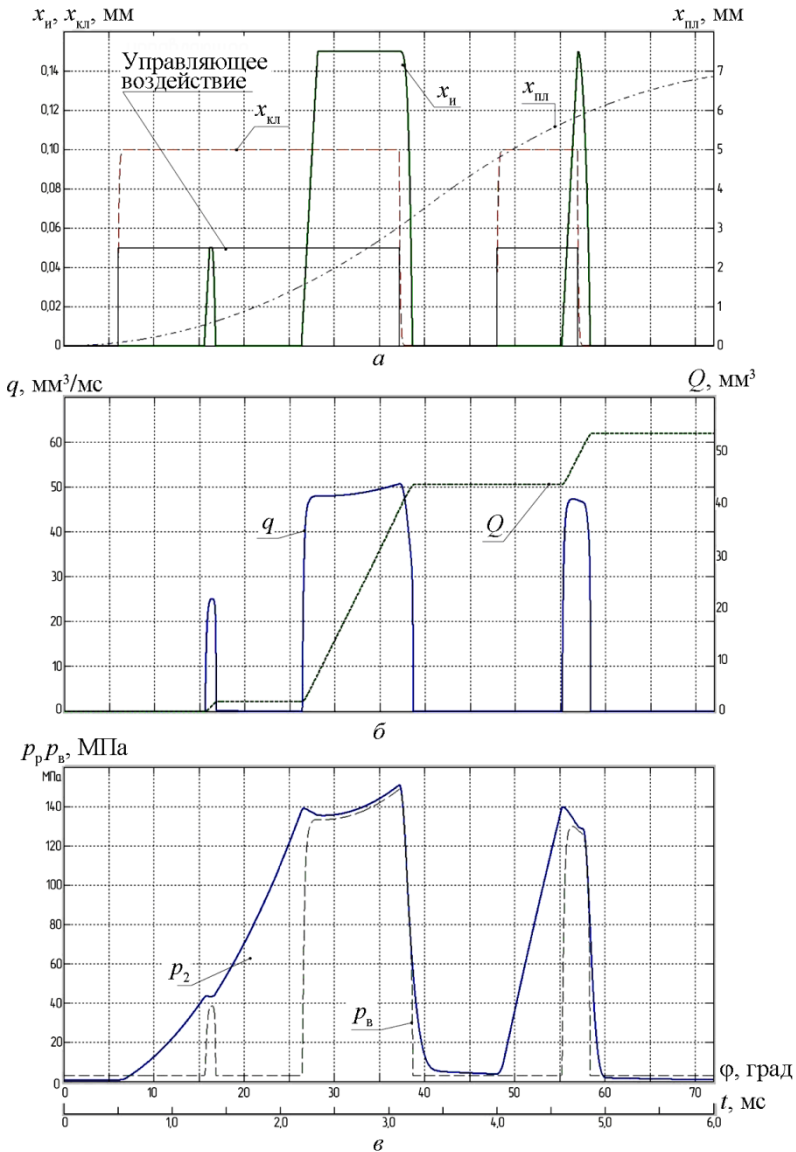 xи, xкл, мм
xпл, мм
Управляющее
воздействие
xкл
xи
xпл
0,14
0,12
0,10
0,08
0,06
0,04
0,02
0
7
6
5
4
3
2
1
0
а
q, мм³/мс
Q, мм³
60
50
40
30
20
10
0
50
40
30
20
10
0
q
Q
б
pр pв, МПа
МПа
140
120
100
80
60
40
20
0
p2
pв
φ, град
0 10 20 30 40 50 60 70
t, мс
0 1,0 2,0 3,0 4,0 5,0 6,0
в